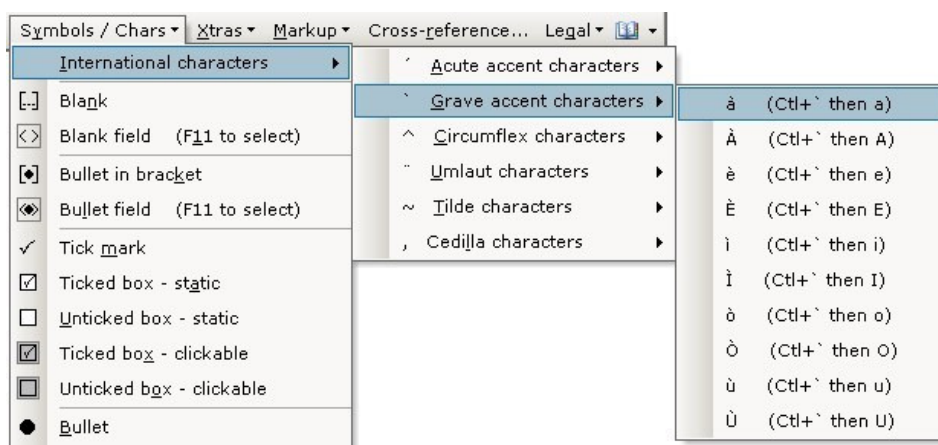 Symbols / Chars Xtras Markup Cross-reference... Legal
International characters
[..] Blank
Blank field (F11 to select)
Bullet in bracket
Bullet field (F11 to select)
Tick mark
Ticked box - static
Unticked box - static
Ticked box - clickable
Unticked box - clickable
Bullet
´ Acute accent characters
` Grave accent characters
^ Circumflex characters
¨ Umlaut characters
~ Tilde characters
¸ Cedilla characters
à (Ctl+` then a)
À (Ctl+` then A)
è (Ctl+` then e)
È (Ctl+` then E)
ì (Ctl+` then i)
Ì (Ctl+` then I)
ò (Ctl+` then o)
Ò (Ctl+` then O)
ù (Ctl+` then u)
Ù (Ctl+` then U)